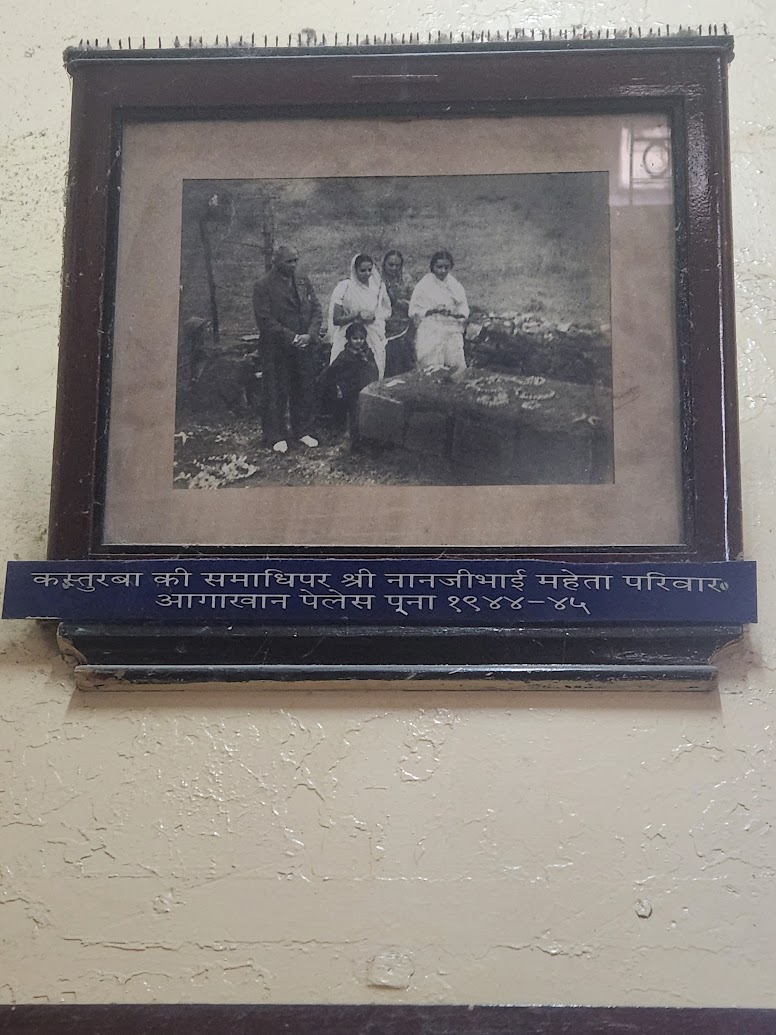 कस्तुरबा की समाधिपर श्री नानजीभाई महेता परिवार
आगाखान पेलेस पूना १९४४-४५